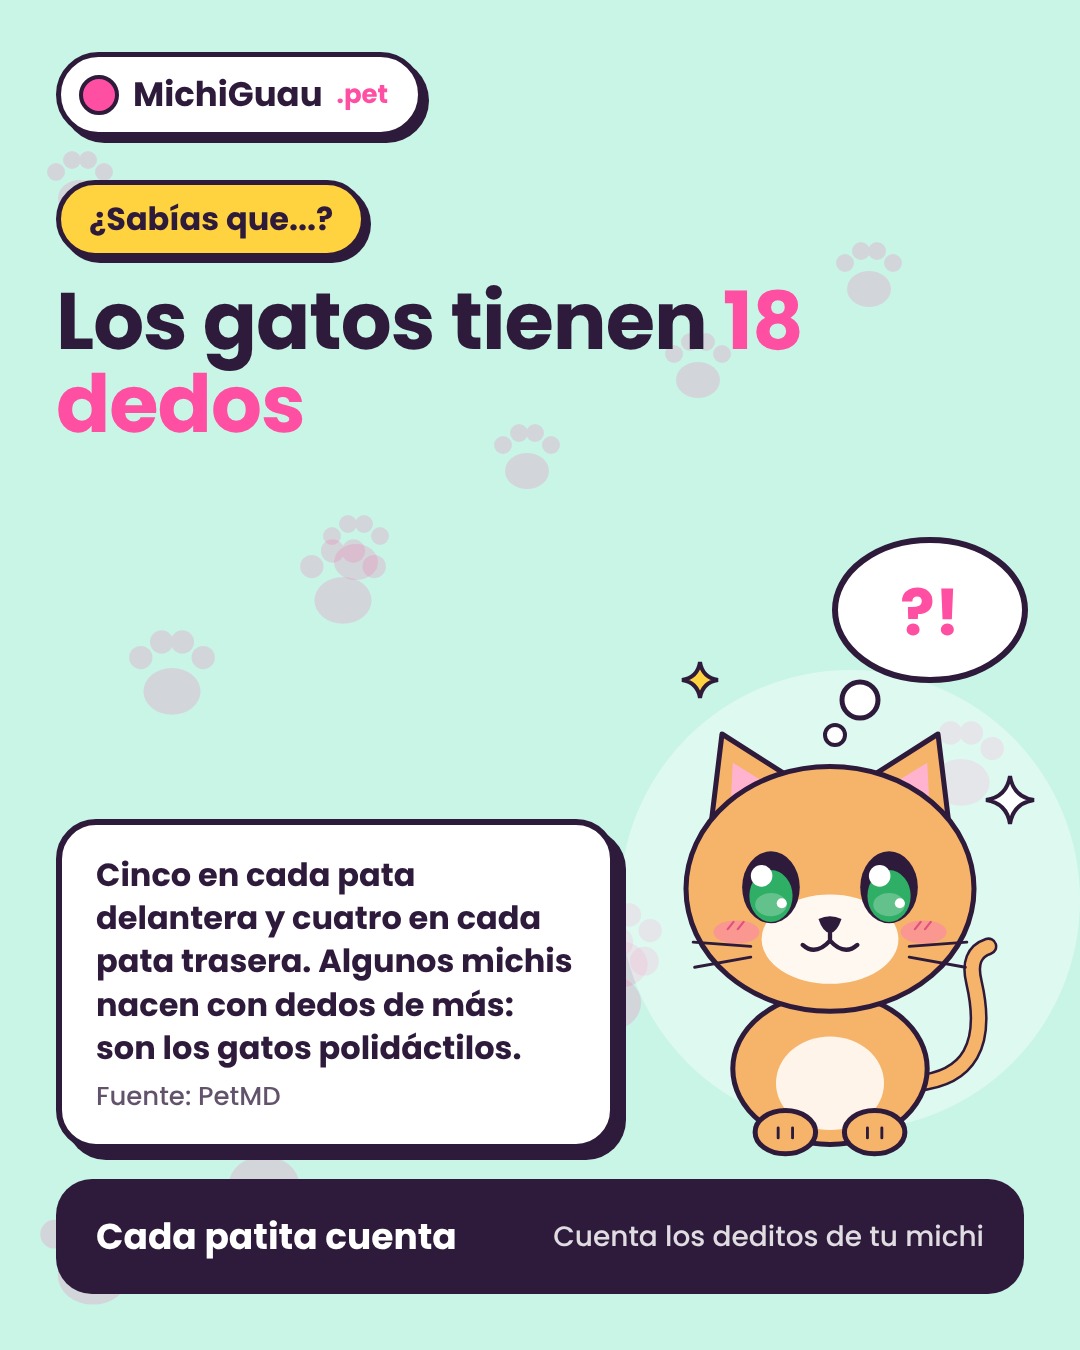 MichiGuau .pet
¿Sabías que...?
Los gatos tienen 18
dedos
?!
Cinco en cada pata
delantera y cuatro en cada
pata trasera. Algunos michis
nacen con dedos de más:
son los gatos polidáctilos.
Fuente: PetMD
Cada patita cuenta
Cuenta los deditos de tu michi